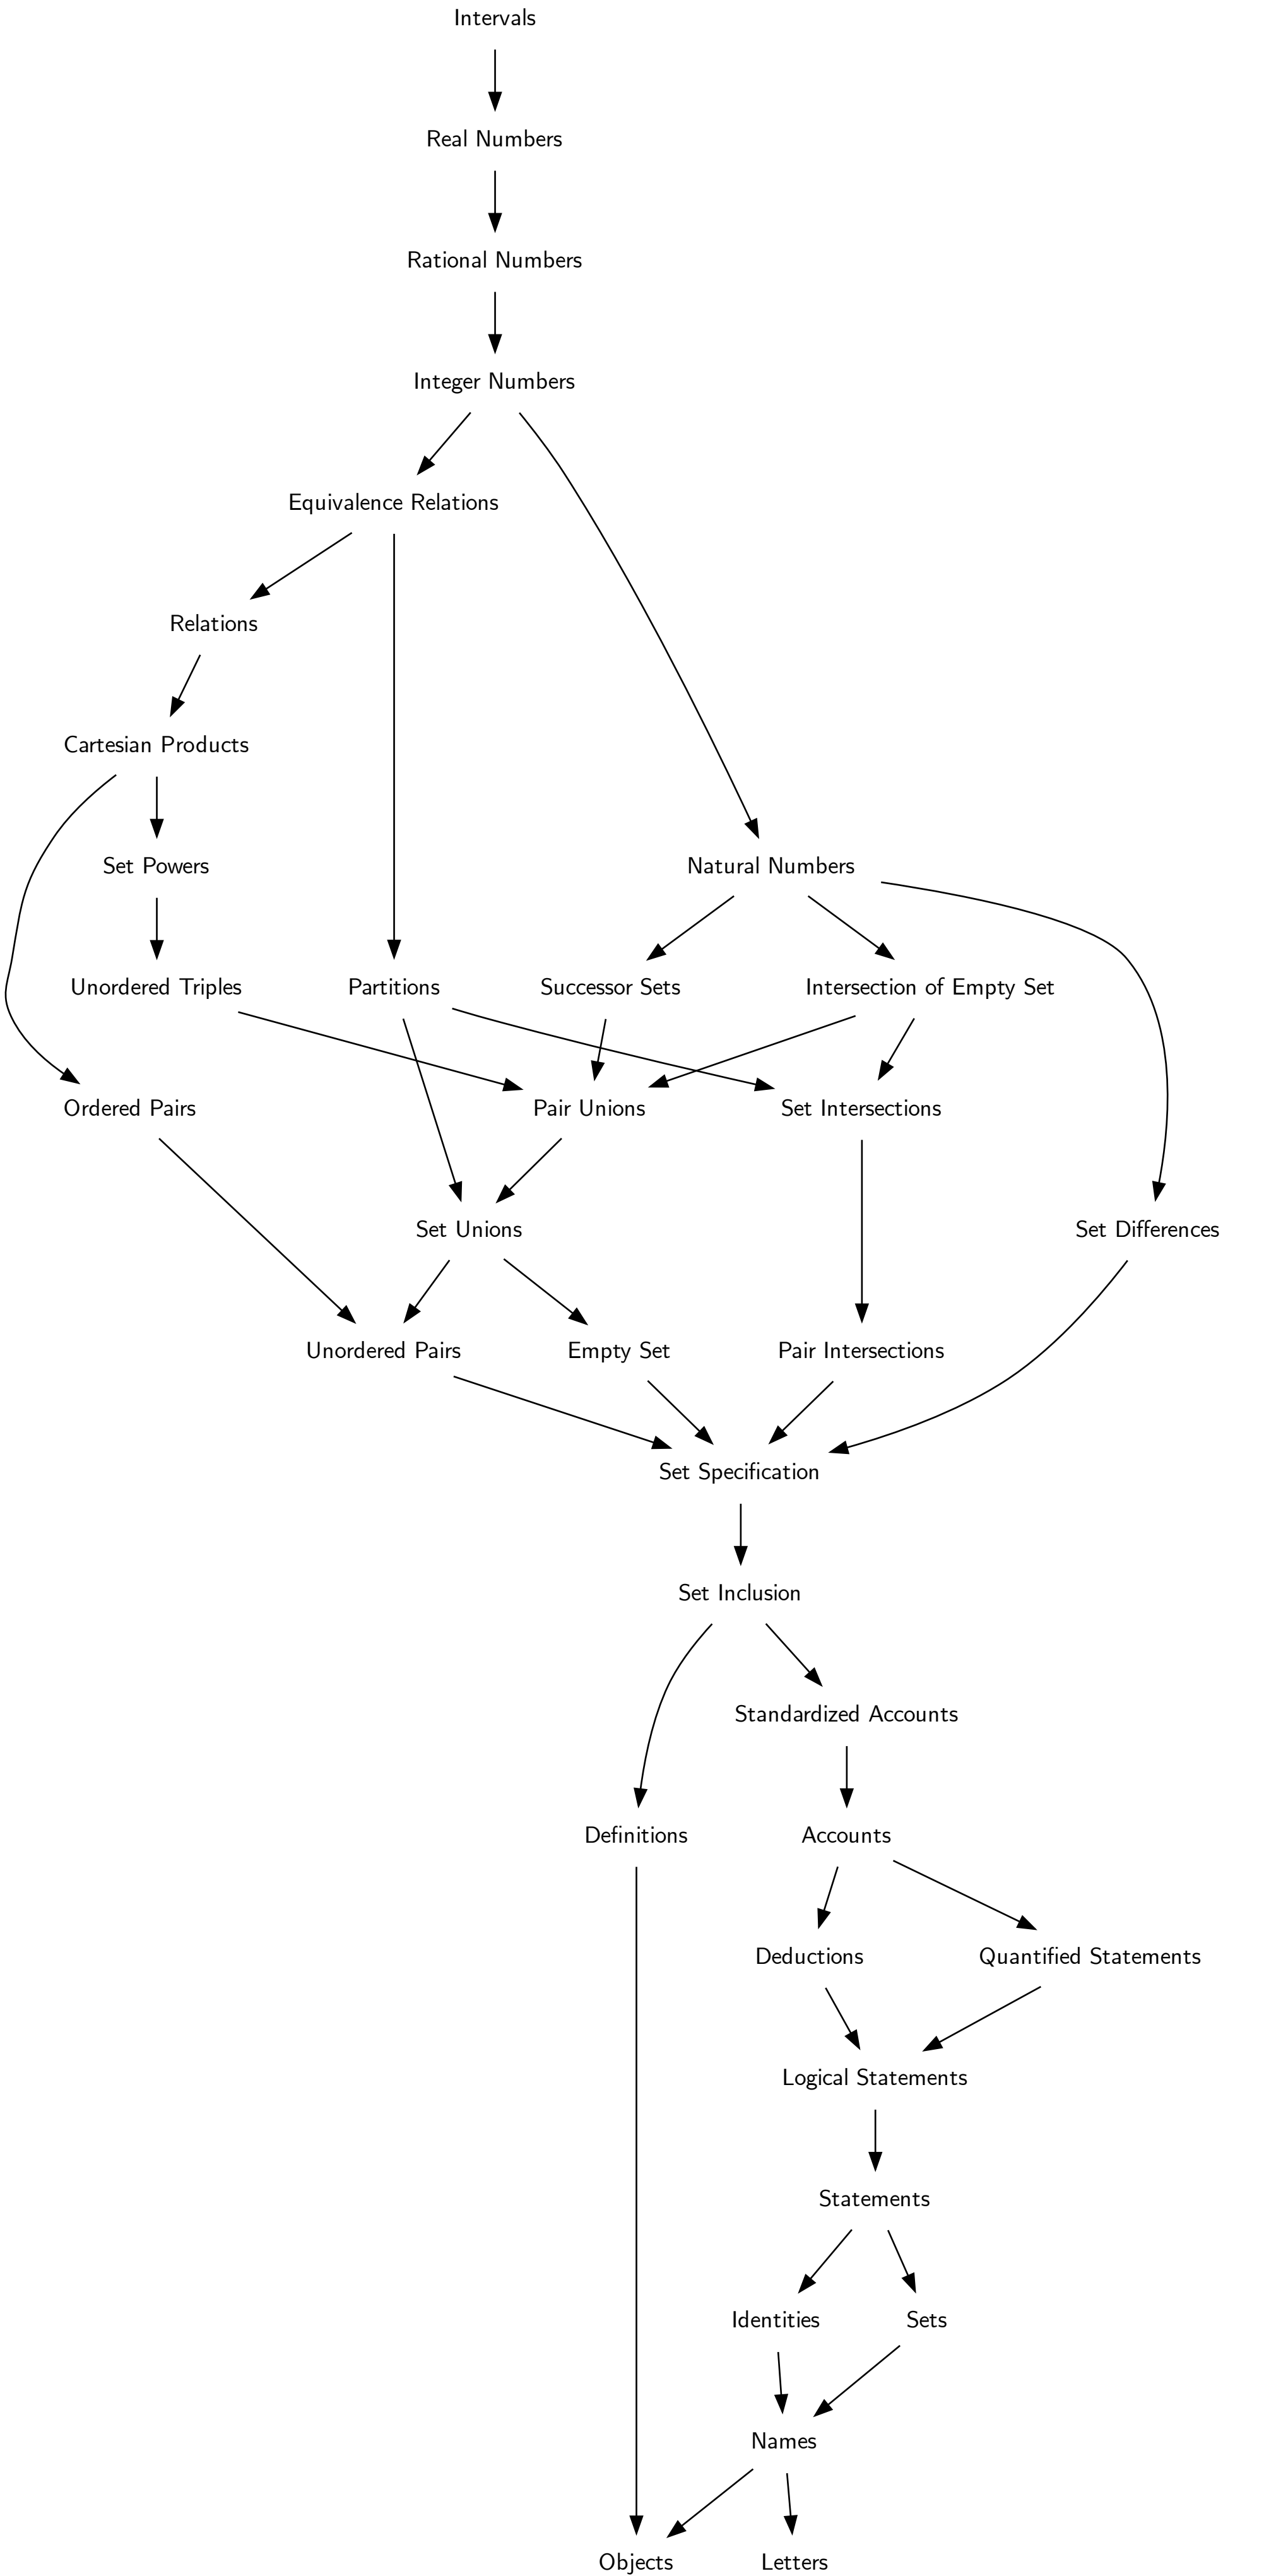 Intervals
Real Numbers
Rational Numbers
Integer Numbers
Equivalence Relations
Relations
Cartesian Products
Set Powers
Natural Numbers
Unordered Triples
Partitions
Successor Sets
Intersection of Empty Set
Ordered Pairs
Pair Unions
Set Intersections
Set Unions
Set Differences
Unordered Pairs
Empty Set
Pair Intersections
Set Specification
Set Inclusion
Standardized Accounts
Definitions
Accounts
Deductions
Quantified Statements
Logical Statements
Statements
Identities
Sets
Names
Objects
Letters